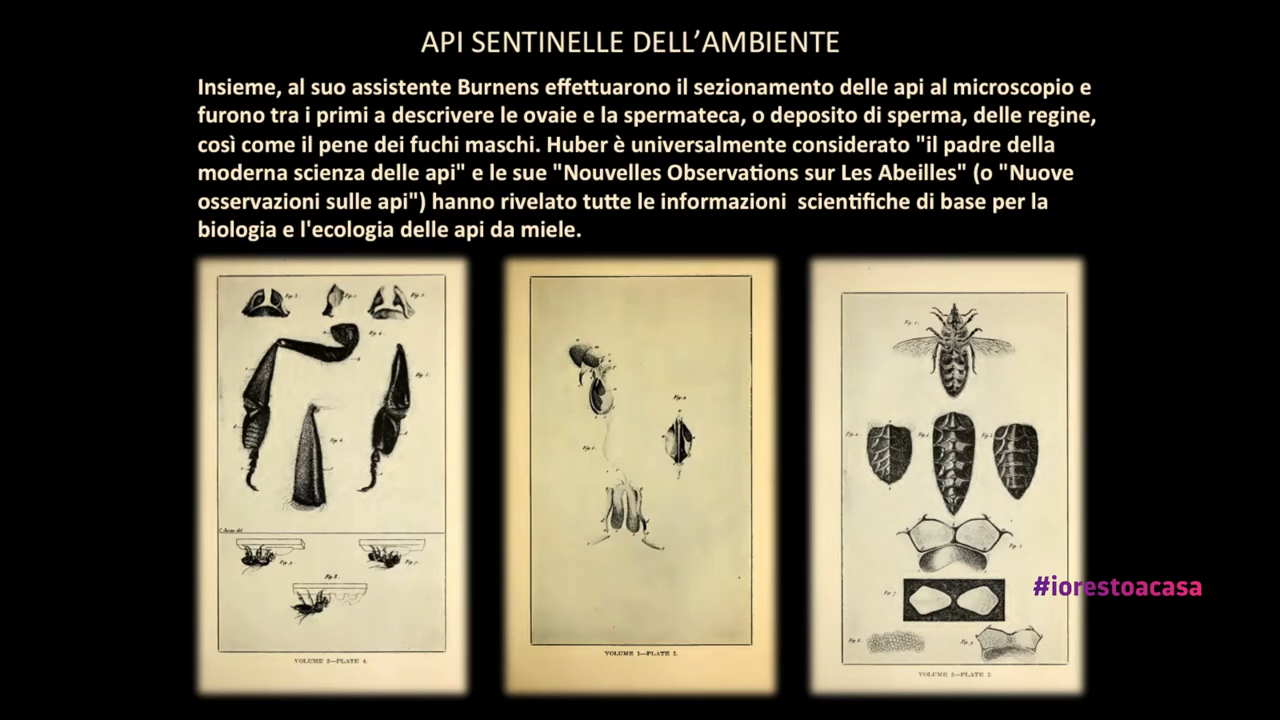 API SENTINELLE DELL’AMBIENTE
Insieme, al suo assistente Burnens effettuarono il sezionamento delle api al microscopio e
furono tra i primi a descrivere le ovaie e la spermateca, o deposito di sperma, delle regine,
così come il pene dei fuchi maschi. Huber è universalmente considerato "il padre della
moderna scienza delle api" e le sue "Nouvelles Observations sur Les Abeilles" (o "Nuove
osservazioni sulle api") hanno rivelato tutte le informazioni  scientifiche di base per la
biologia e l'ecologia delle api da miele.
VOLUME 2—PLATE 4.
VOLUME 1—PLATE 2.
VOLUME 2—PLATE 2.
#iorestoacasa